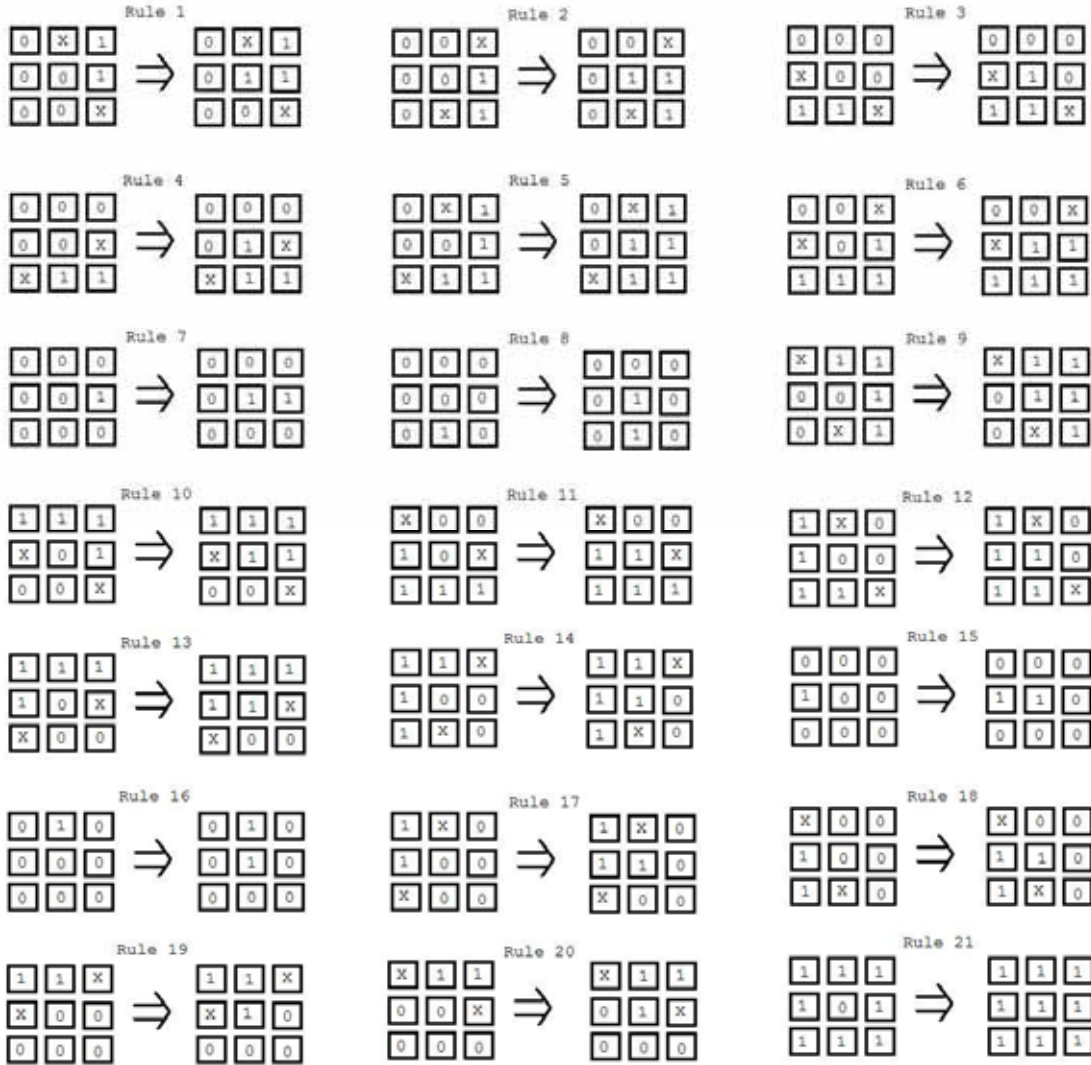 Rule 1 Rule 2 Rule 3
0 X 1 0 X 1 0 0 X 0 0 X 0 0 0 0 0 0
0 0 1 ⇒ 0 1 1 0 0 1 ⇒ 0 1 1 X 0 0 ⇒ X 1 0
0 0 X 0 0 X 0 X 1 0 X 1 1 1 X 1 1 X
Rule 4 Rule 5 Rule 6
0 0 0 0 0 0 0 X 1 0 X 1 0 0 X 0 0 X
0 0 X ⇒ 0 1 X 0 0 1 ⇒ 0 1 1 X 0 1 ⇒ X 1 1
X 1 1 X 1 1 X 1 1 X 1 1 1 1 1 1 1 1
Rule 7 Rule 8 Rule 9
0 0 0 0 0 0 0 0 0 0 0 0 X 1 1 X 1 1
0 0 1 ⇒ 0 1 1 0 0 0 ⇒ 0 1 0 0 0 1 ⇒ 0 1 1
0 0 0 0 0 0 0 1 0 0 1 0 0 X 1 0 X 1
Rule 10 Rule 11 Rule 12
1 1 1 1 1 1 X 0 0 X 0 0 1 X 0 1 X 0
X 0 1 ⇒ X 1 1 1 0 X ⇒ 1 1 X 1 0 0 ⇒ 1 1 0
0 0 X 0 0 X 1 1 1 1 1 1 1 1 X 1 1 X
Rule 13 Rule 14 Rule 15
1 1 1 1 1 1 1 1 X 1 1 X 0 0 0 0 0 0
1 0 X ⇒ 1 1 X 1 0 0 ⇒ 1 1 0 1 0 0 ⇒ 1 1 0
X 0 0 X 0 0 1 X 0 1 X 0 0 0 0 0 0 0
Rule 16 Rule 17 Rule 18
0 1 0 0 1 0 1 X 0 1 X 0 X 0 0 X 0 0
0 0 0 ⇒ 0 1 0 1 0 0 ⇒ 1 1 0 1 0 0 ⇒ 1 1 0
0 0 0 0 0 0 X 0 0 X 0 0 1 X 0 1 X 0
Rule 19 Rule 20 Rule 21
1 1 X 1 1 X X 1 1 X 1 1 1 1 1 1 1 1
X 0 0 ⇒ X 1 0 0 0 X ⇒ 0 1 X 1 0 1 ⇒ 1 1 1
0 0 0 0 0 0 0 0 0 0 0 0 1 1 1 1 1 1